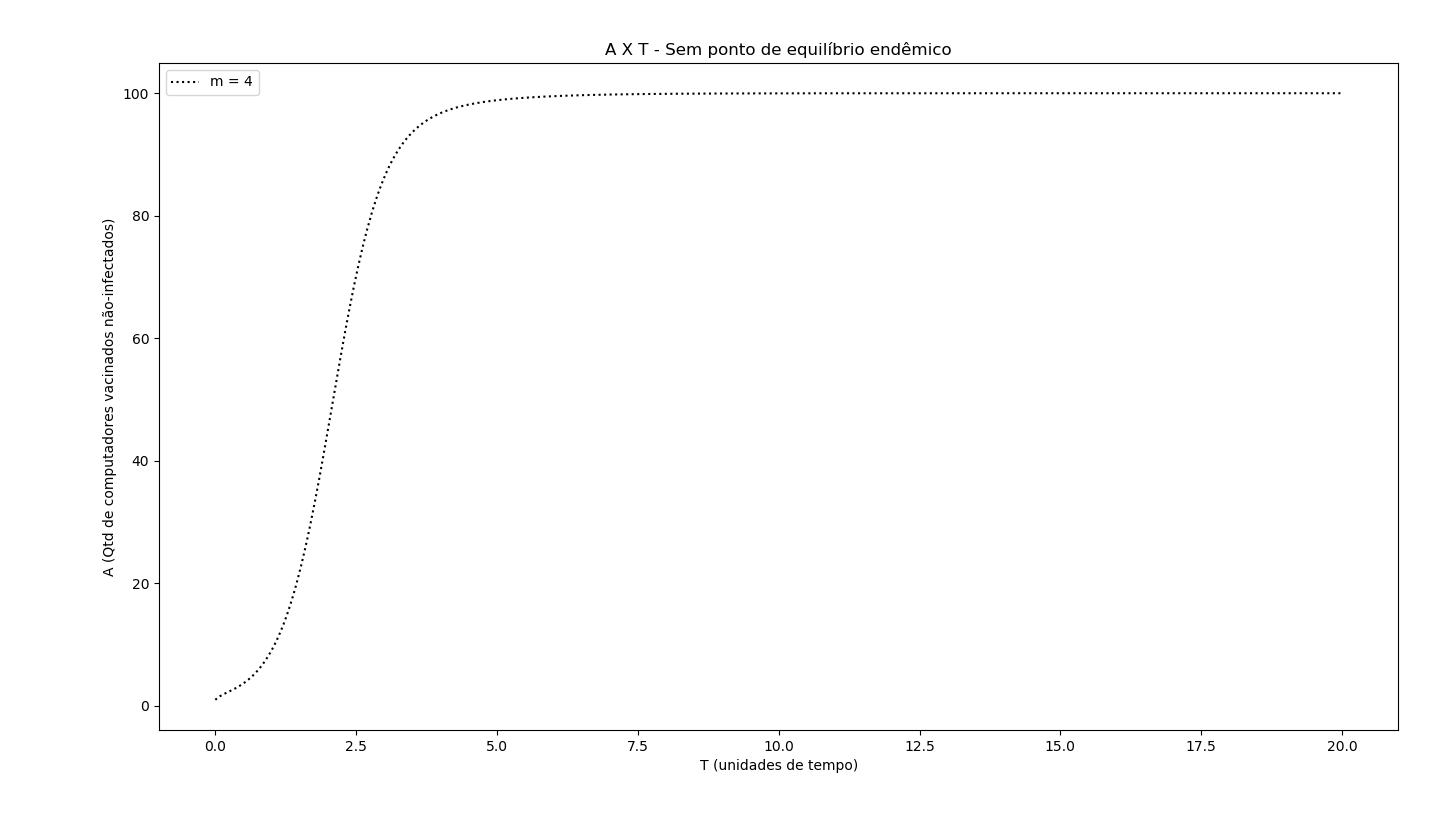 A X T - Sem ponto de equilíbrio endêmico
m = 4
100
80
60
40
20
0
A (Qtd de computadores vacinados não-infectados)
0.0 2.5 5.0 7.5 10.0 12.5 15.0 17.5 20.0
T (unidades de tempo)